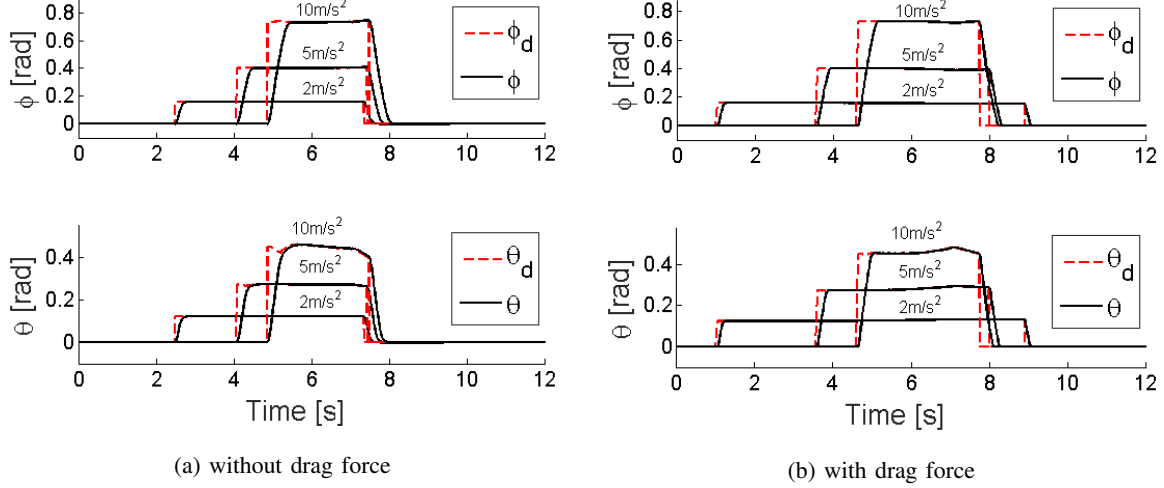 10m/s²
5m/s²
2m/s²
ϕ [rad]
0.8
0.6
0.4
0.2
0
0 2 4 6 8 10 12
ϕd
ϕ
10m/s²
5m/s²
2m/s²
θ [rad]
0.4
0.2
0
0 2 4 6 8 10 12
θd
θ
Time [s]
(a) without drag force
10m/s²
5m/s²
2m/s²
ϕ [rad]
0.8
0.6
0.4
0.2
0
0 2 4 6 8 10 12
ϕd
ϕ
10m/s²
5m/s²
2m/s²
θ [rad]
0.4
0.2
0
0 2 4 6 8 10 12
θd
θ
Time [s]
(b) with drag force